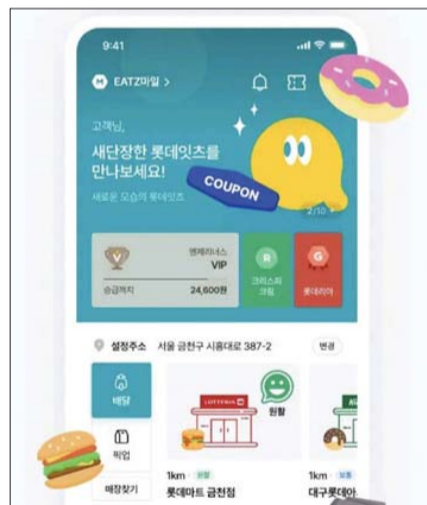 9:41
M EATZ마일 >
고객님,
새단장한 롯데잇츠를
만나보세요!
새로운 모습의 롯데잇츠
COUPON
2/10
V
엔제리너스
VIP
승급까지 24,600원
R
크리스피
크림
G
롯데리아
설정주소 서울 금천구 시흥대로 387-2 변경
배달
픽업
매장찾기
LOTTERIA
원활
1km · 원활
롯데마트 금천점
1km · 보통
대구롯데아..